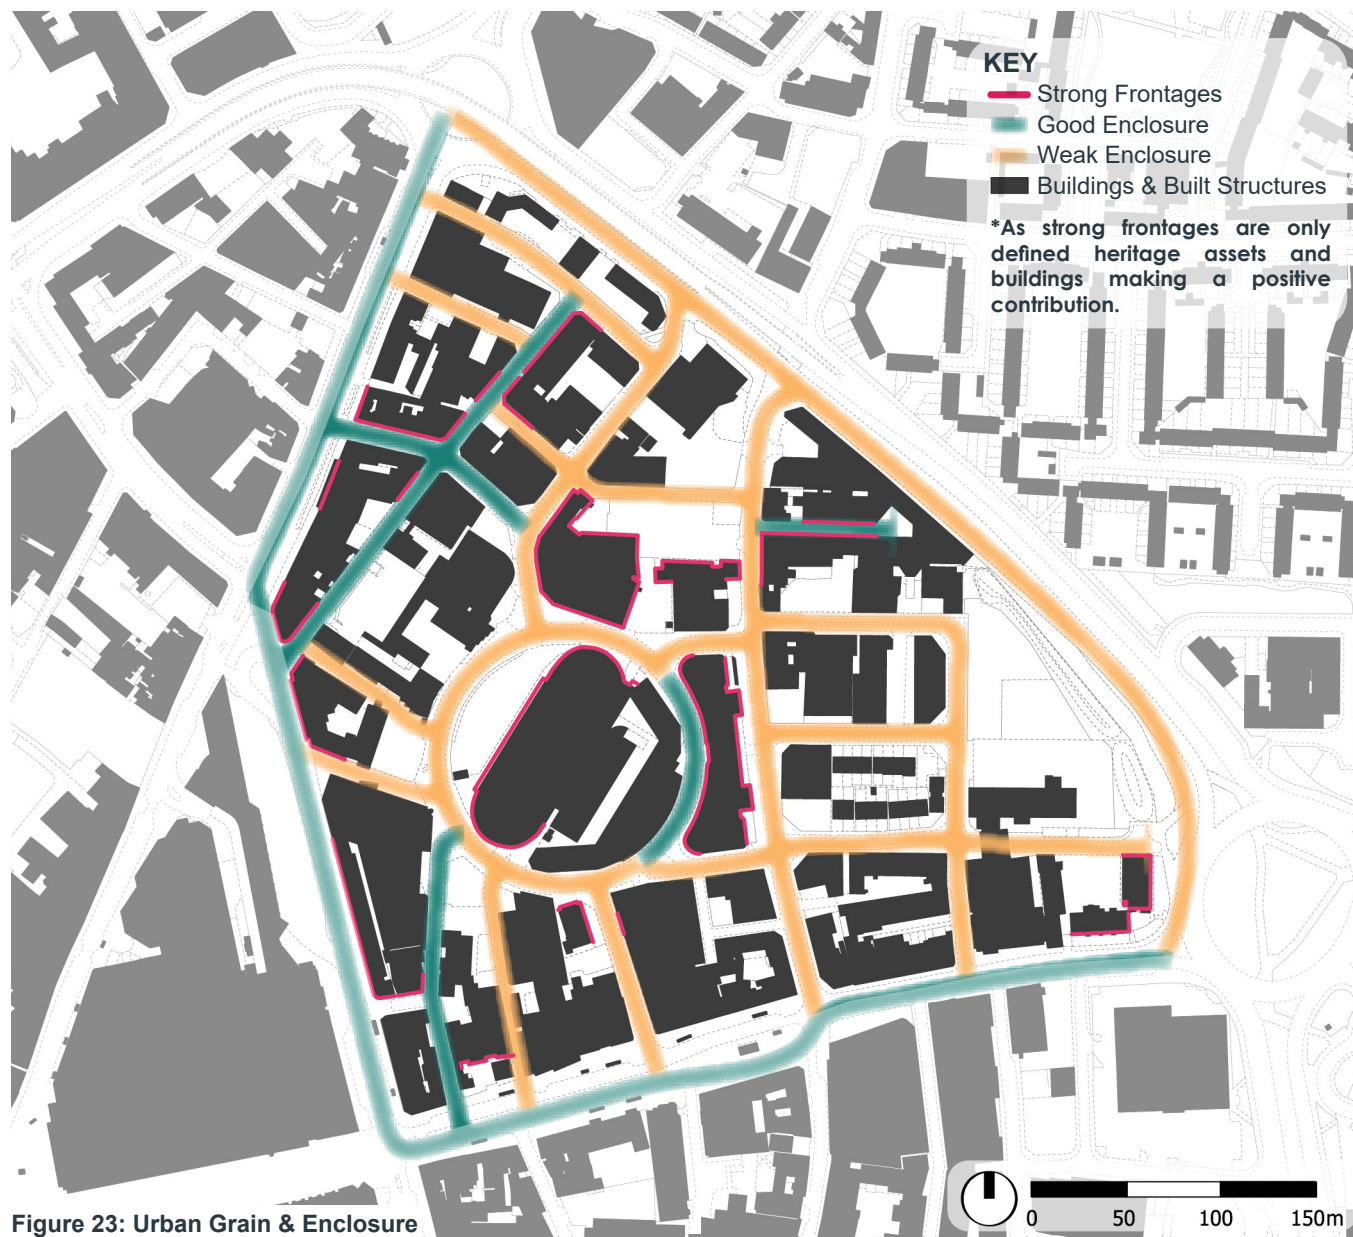 KEY
Strong Frontages
Good Enclosure
Weak Enclosure
Buildings & Built Structures
*As strong frontages are only
defined heritage assets and
buildings making a positive
contribution.
0 50 100 150m
Figure 23: Urban Grain & Enclosure